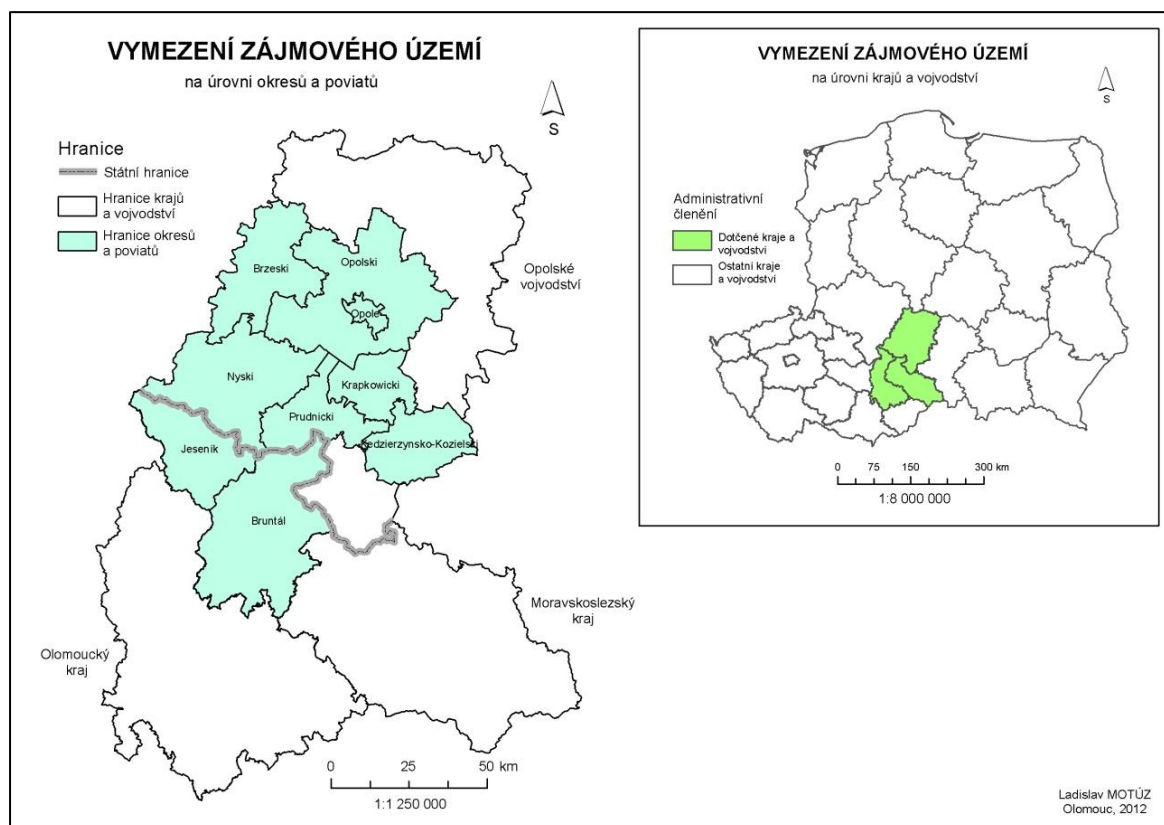 VYMEZENÍ ZÁJMOVÉHO ÚZEMÍ
na úrovni okresů a poviatů
S
Hranice
Státní hranice
Hranice krajů
a vojvodství
Hranice okresů
a poviatů
Brzeski
Opolski
Opole
Opolské
vojvodství
Nyski
Krapkowicki
Prudnicki
Kedzierzynsko-Kozielski
Jeseník
Bruntál
Moravskoslezský
kraj
Olomoucký
kraj
0 25 50 km
1:1 250 000
VYMEZENÍ ZÁJMOVÉHO ÚZEMÍ
na úrovni krajů a vojvodství
S
Administrativní
členění
Dotčené kraje a
vojvodství
Ostatní kraje
a vojvodství
0 75 150 300 km
1:8 000 000
Ladislav MOTÚZ
Olomouc, 2012